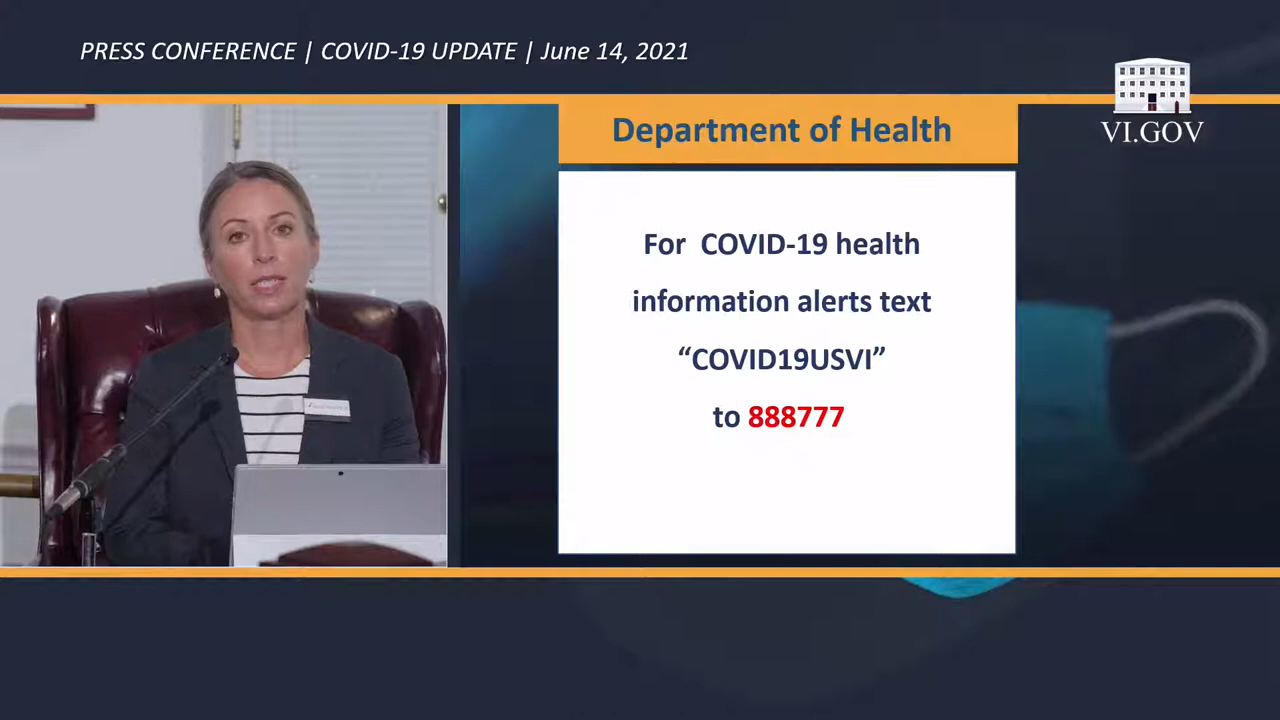 PRESS CONFERENCE | COVID-19 UPDATE | June 14, 2021
VI.GOV
Department of Health
For COVID-19 health
information alerts text
“COVID19USVI”
to 888777